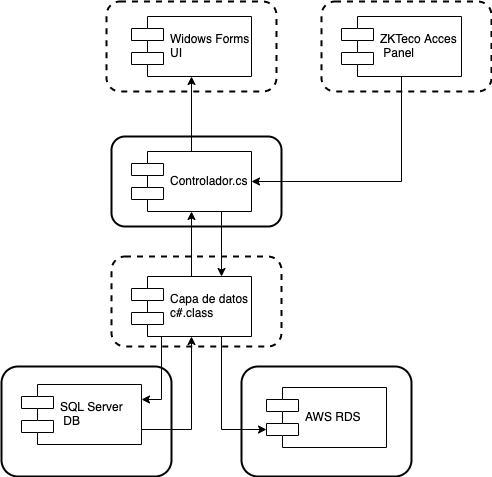 Widows Forms
UI
ZKTeco Acces
Panel
Controlador.cs
Capa de datos
c#.class
SQL Server
DB
AWS RDS